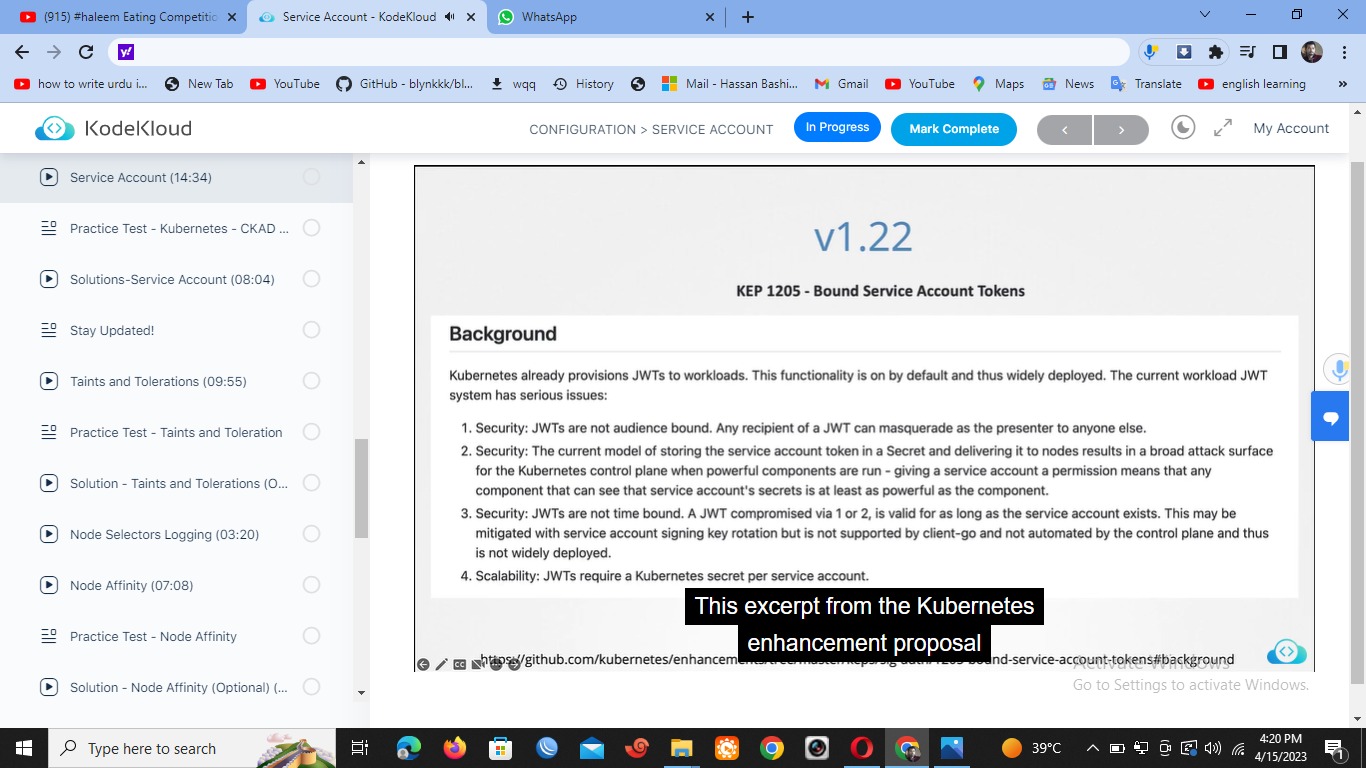 (915) #haleem Eating Competitio
Service Account - KodeKloud
WhatsApp
y!
how to write urdu i...
New Tab
YouTube
GitHub - blynkkk/bl...
wqq
History
Mail - Hassan Bashi...
Gmail
YouTube
Maps
News
Translate
english learning
»
KodeKloud
CONFIGURATION > SERVICE ACCOUNT
In Progress
Mark Complete
My Account
Service Account (14:34)
Practice Test - Kubernetes - CKAD ...
Solutions-Service Account (08:04)
Stay Updated!
Taints and Tolerations (09:55)
Practice Test - Taints and Toleration
Solution - Taints and Tolerations (O...
Node Selectors Logging (03:20)
Node Affinity (07:08)
Practice Test - Node Affinity
Solution - Node Affinity (Optional) (...
v1.22
KEP 1205 - Bound Service Account Tokens
Background
Kubernetes already provisions JWTs to workloads. This functionality is on by default and thus widely deployed. The current workload JWT
system has serious issues:
1. Security: JWTs are not audience bound. Any recipient of a JWT can masquerade as the presenter to anyone else.
2. Security: The current model of storing the service account token in a Secret and delivering it to nodes results in a broad attack surface
for the Kubernetes control plane when powerful components are run - giving a service account a permission means that any
component that can see that service account's secrets is at least as powerful as the component.
3. Security: JWTs are not time bound. A JWT compromised via 1 or 2, is valid for as long as the service account exists. This may be
mitigated with service account signing key rotation but is not supported by client-go and not automated by the control plane and thus
is not widely deployed.
4. Scalability: JWTs require a Kubernetes secret per service account.
This excerpt from the Kubernetes
enhancement proposal
https://github.com/kubernetes/enhancements/tree/master/keps/sig-auth/1205-bound-service-account-tokens#background
CC
Activate Windows
Go to Settings to activate Windows.
Type here to search
39°C
4:20 PM
4/15/2023
1